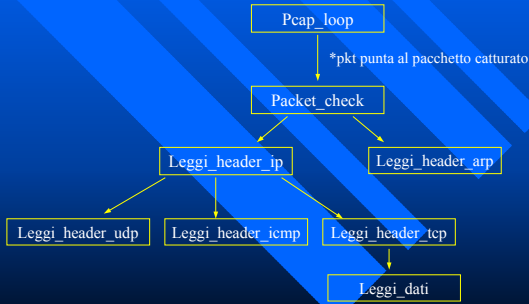 Pcap_loop
*pkt punta al pacchetto catturato
Packet_check
Leggi_header_ip
Leggi_header_arp
Leggi_header_udp
Leggi_header_icmp
Leggi_header_tcp
Leggi_dati